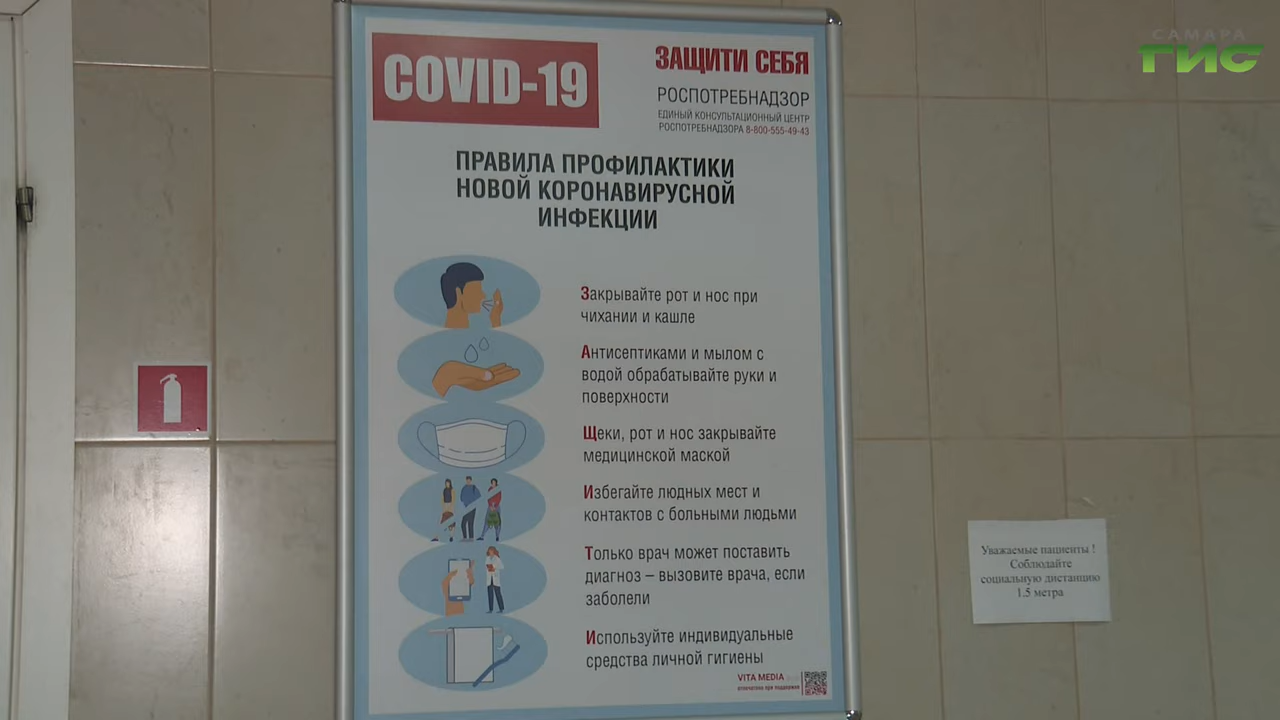 САМАРА
ГИС
COVID-19
ЗАЩИТИ СЕБЯ
РОСПОТРЕБНАДЗОР
ЕДИНЫЙ КОНСУЛЬТАЦИОННЫЙ ЦЕНТР
РОСПОТРЕБНАДЗОРА 8-800-555-49-43
ПРАВИЛА ПРОФИЛАКТИКИ
НОВОЙ КОРОНАВИРУСНОЙ
ИНФЕКЦИИ
Закрывайте рот и нос при
чихании и кашле
Антисептиками и мылом с
водой обрабатывайте руки и
поверхности
Щеки, рот и нос закрывайте
медицинской маской
Избегайте людных мест и
контактов с больными людьми
Только врач может поставить
диагноз – вызовите врача, если
заболели
Используйте индивидуальные
средства личной гигиены
VITA MEDIA
отпечатано при поддержке
Уважаемые пациенты !
Соблюдайте
социальную дистанцию
1.5 метра